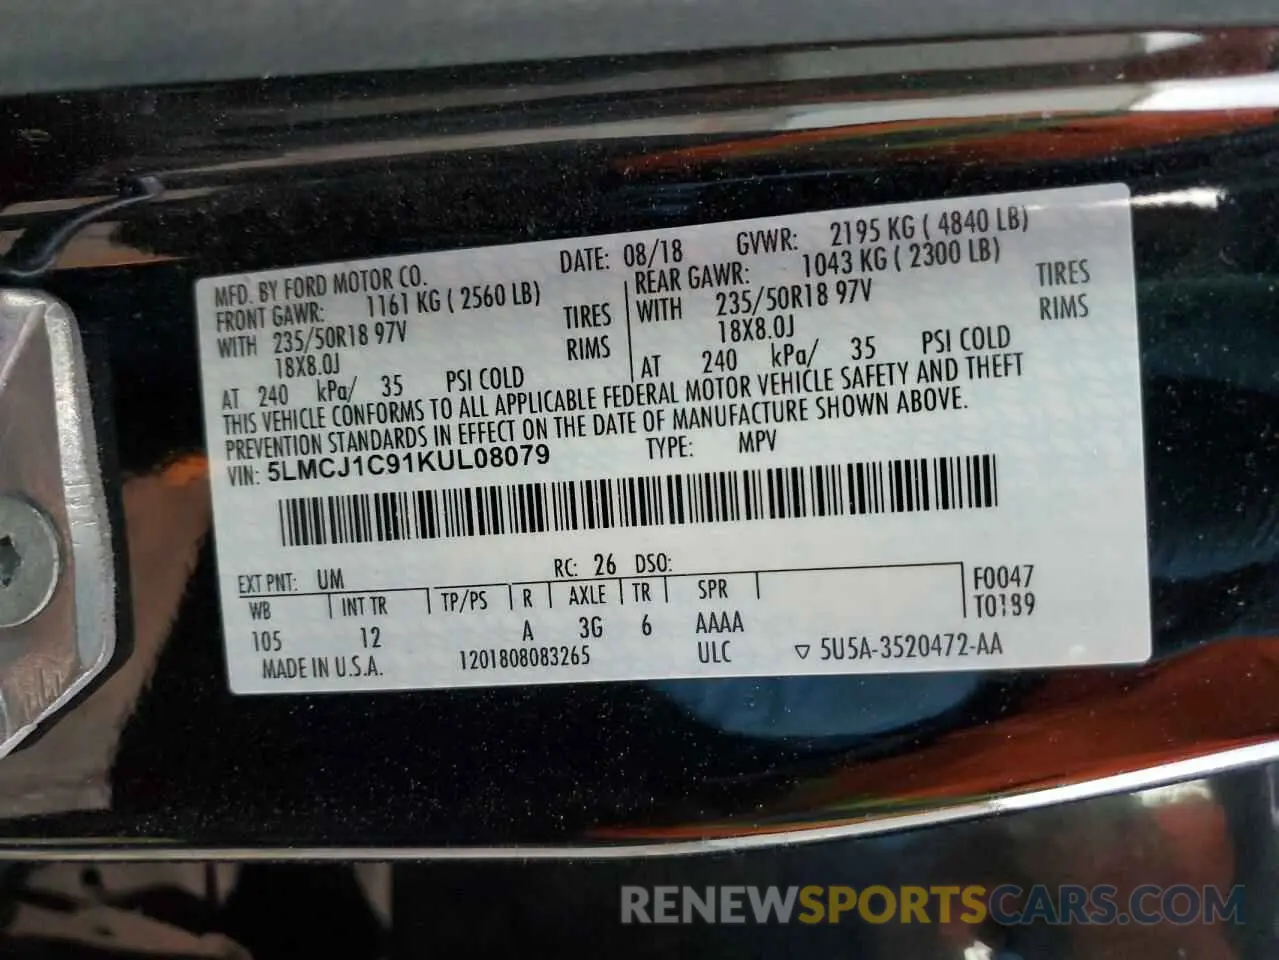 MFD. BY FORD MOTOR CO. DATE: 08/18 GVWR: 2195 KG ( 4840 LB)
FRONT GAWR: 1161 KG ( 2560 LB) REAR GAWR: 1043 KG ( 2300 LB)
WITH 235/50R18 97V TIRES WITH 235/50R18 97V TIRES
18X8.0J RIMS 18X8.0J RIMS
AT 240 kPa/ 35 PSI COLD AT 240 kPa/ 35 PSI COLD
THIS VEHICLE CONFORMS TO ALL APPLICABLE FEDERAL MOTOR VEHICLE SAFETY AND THEFT
PREVENTION STANDARDS IN EFFECT ON THE DATE OF MANUFACTURE SHOWN ABOVE.
VIN: 5LMCJ1C91KUL08079 TYPE: MPV
EXT PNT: UM RC: 26 DSO:
WB INT TR TP/PS R AXLE TR SPR F0047
105 12 A 3G 6 AAAA T0189
MADE IN U.S.A. 1201808083265 ULC ▽ 5U5A-3520472-AA
RENEWSPORTSCARS.COM